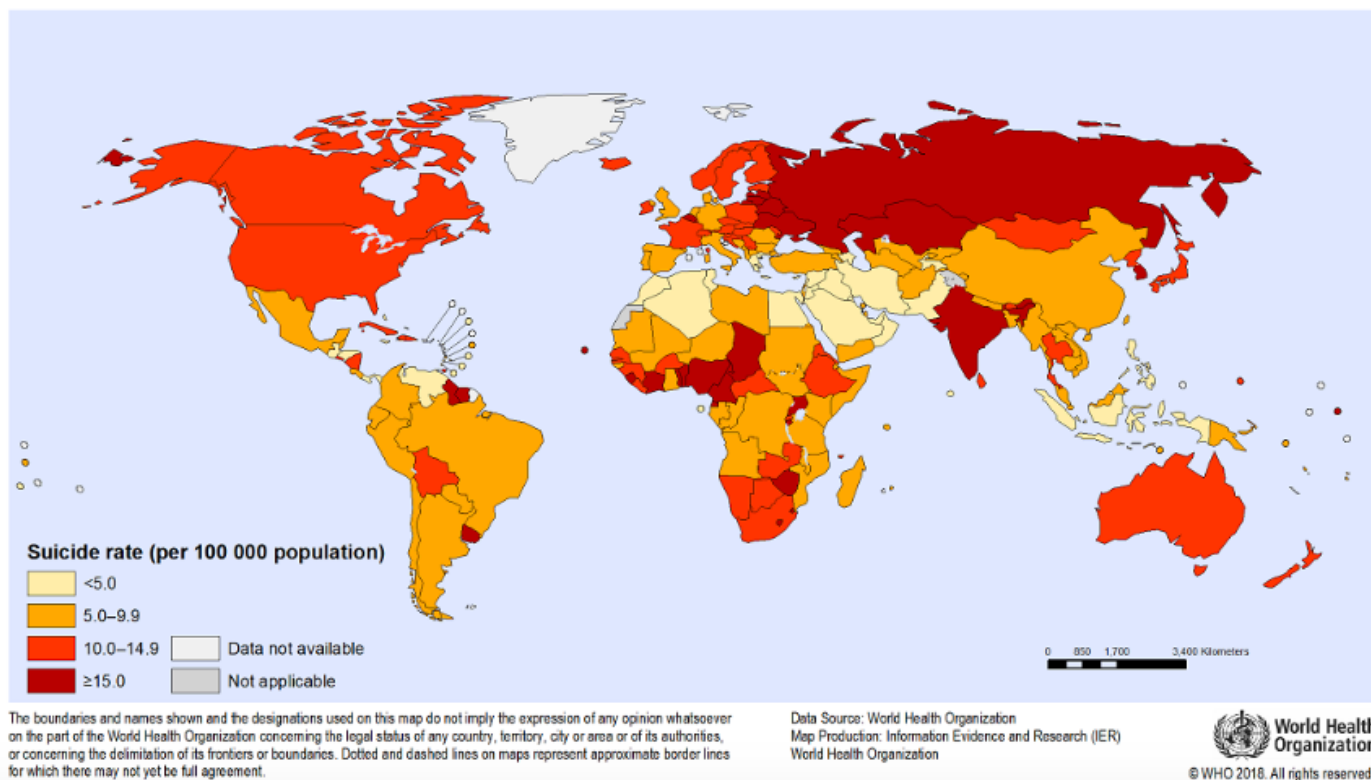 Suicide rate (per 100 000 population)
<5.0
5.0–9.9
10.0–14.9
≥15.0
Data not available
Not applicable
0 850 1,700 3,400 Kilometers
The boundaries and names shown and the designations used on this map do not imply the expression of any opinion whatsoever
on the part of the World Health Organization concerning the legal status of any country, territory, city or area or of its authorities,
or concerning the delimitation of its frontiers or boundaries. Dotted and dashed lines on maps represent approximate border lines
for which there may not yet be full agreement.
Data Source: World Health Organization
Map Production: Information Evidence and Research (IER)
World Health Organization
World Health
Organization
© WHO 2018. All rights reserved